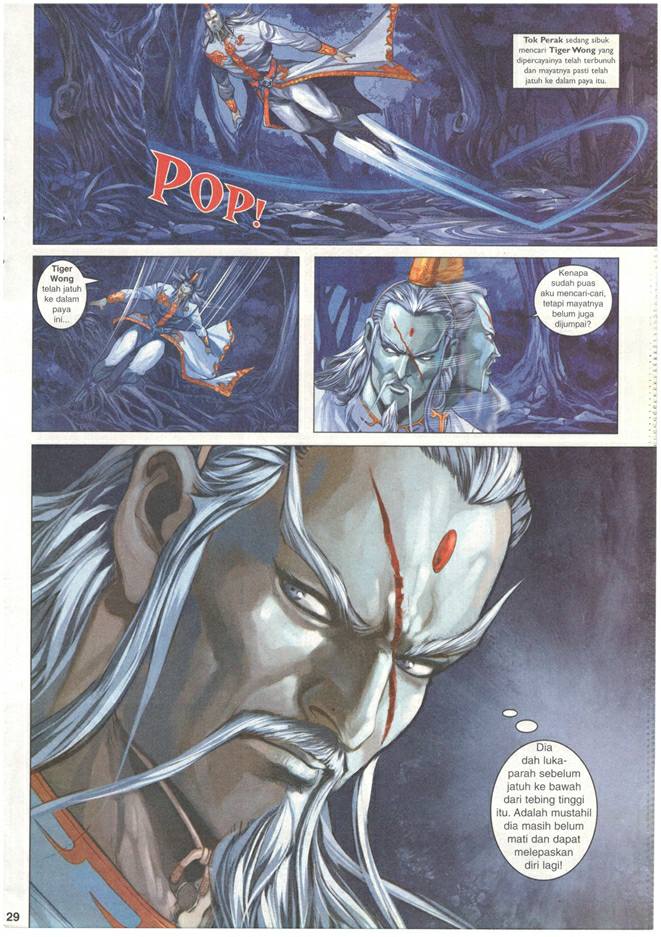 Tok Perak sedang sibuk
mencari Tiger Wong yang
dipercayainya telah terbunuh
dan mayatnya pasti telah
jatuh ke dalam paya itu.
POP!
Tiger
Wong
telah jatuh
ke dalam
paya
ini...
Kenapa
sudah puas
aku mencari-cari,
tetapi mayatnya
belum juga
dijumpai?
Dia
dah luka-
parah sebelum
jatuh ke bawah
dari tebing tinggi
itu. Adalah mustahil
dia masih belum
mati dan dapat
melepaskan
diri lagi!
29